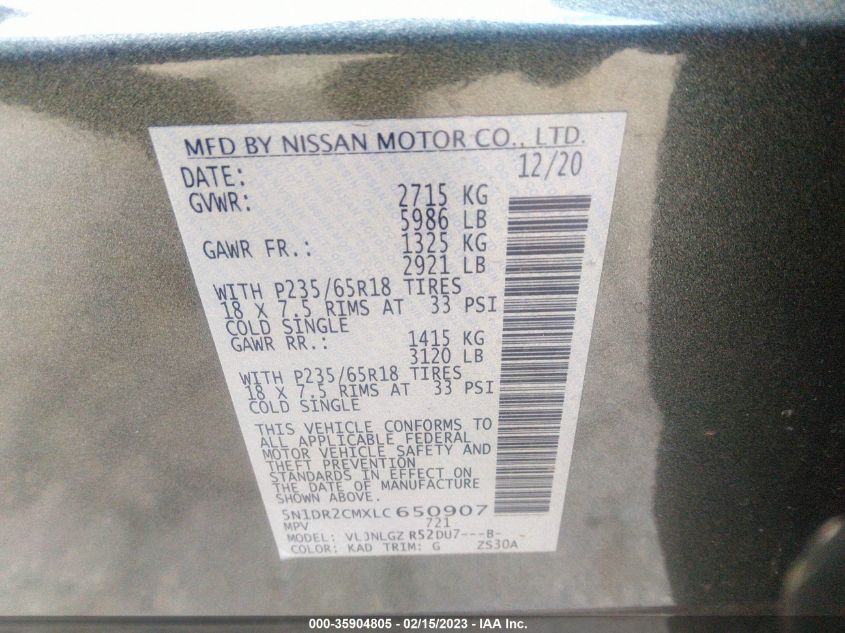 MFD BY NISSAN MOTOR CO., LTD.
DATE: 12/20
GVWR: 2715 KG
5986 LB
GAWR FR.: 1325 KG
2921 LB
WITH P235/65R18 TIRES
18 X 7.5 RIMS AT 33 PSI
COLD SINGLE
GAWR RR.: 1415 KG
3120 LB
WITH P235/65R18 TIRES
18 X 7.5 RIMS AT 33 PSI
COLD SINGLE
THIS VEHICLE CONFORMS TO
ALL APPLICABLE FEDERAL
MOTOR VEHICLE SAFETY AND
THEFT PREVENTION
STANDARDS IN EFFECT ON
THE DATE OF MANUFACTURE
SHOWN ABOVE.
5N1DR2CMXLC650907
MPV 721
MODEL: VLJNLGZ R52DU7---B- -
COLOR: KAD TRIM: G ZS30A
000-35904805 - 02/15/2023 - IAA Inc.